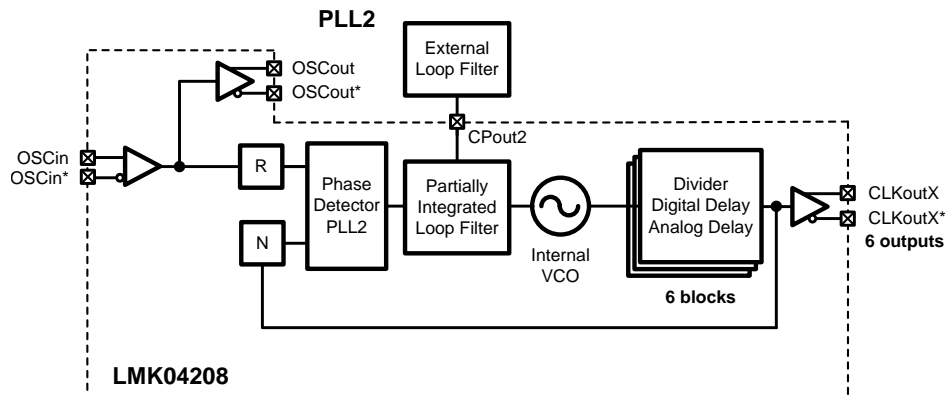 PLL2
External
Loop Filter
OSCout
OSCout*
CPout2
OSCin
OSCin*
R
N
Phase
Detector
PLL2
Partially
Integrated
Loop Filter
Internal
VCO
Divider
Digital Delay
Analog Delay
6 blocks
CLKoutX
CLKoutX*
6 outputs
LMK04208